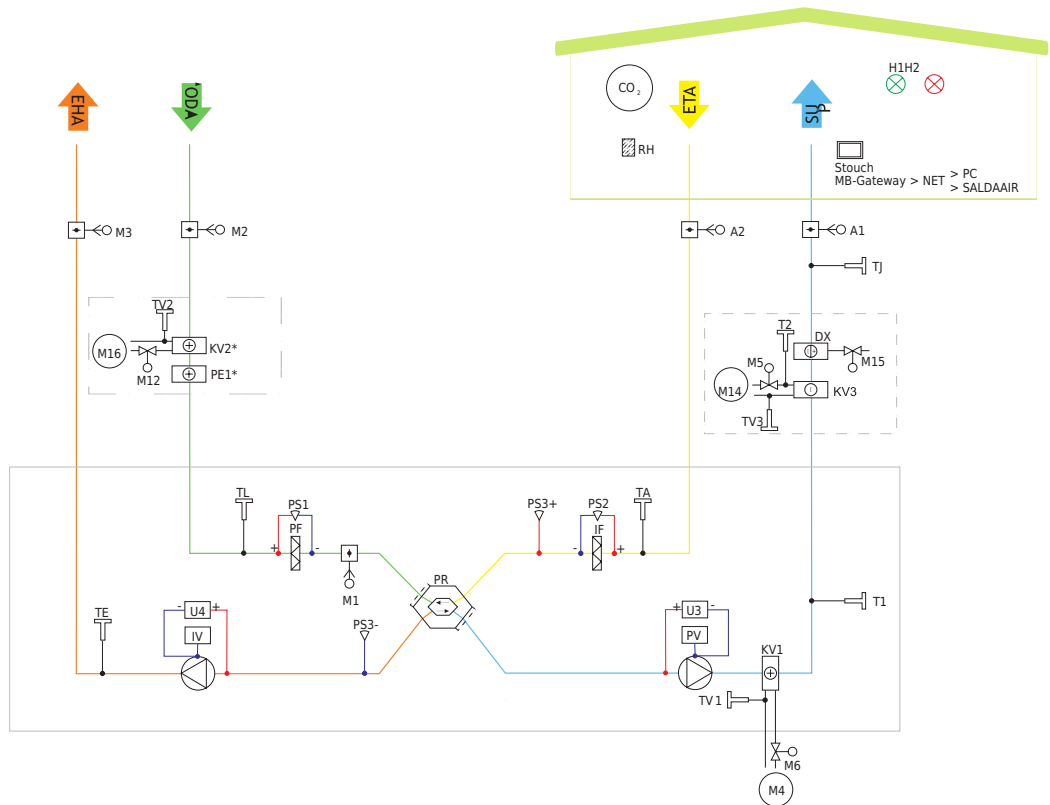 EHA
ODA
CO2
ETA
SUP
H1H2
RH
Stouch
MB-Gateway > NET > PC
> SALDAAIR
M3
M2
A2
A1
TJ
TV2
M16
KV2*
M12
PE1*
T2
DX
M5
M15
M14
KV3
TV3
TL
PS1
PF
+
-
M1
PS3+
PS2
IF
-
+
TA
PR
TE
-
U4
+
IV
PS3-
+
U3
-
PV
T1
KV1
TV1
M6
M4